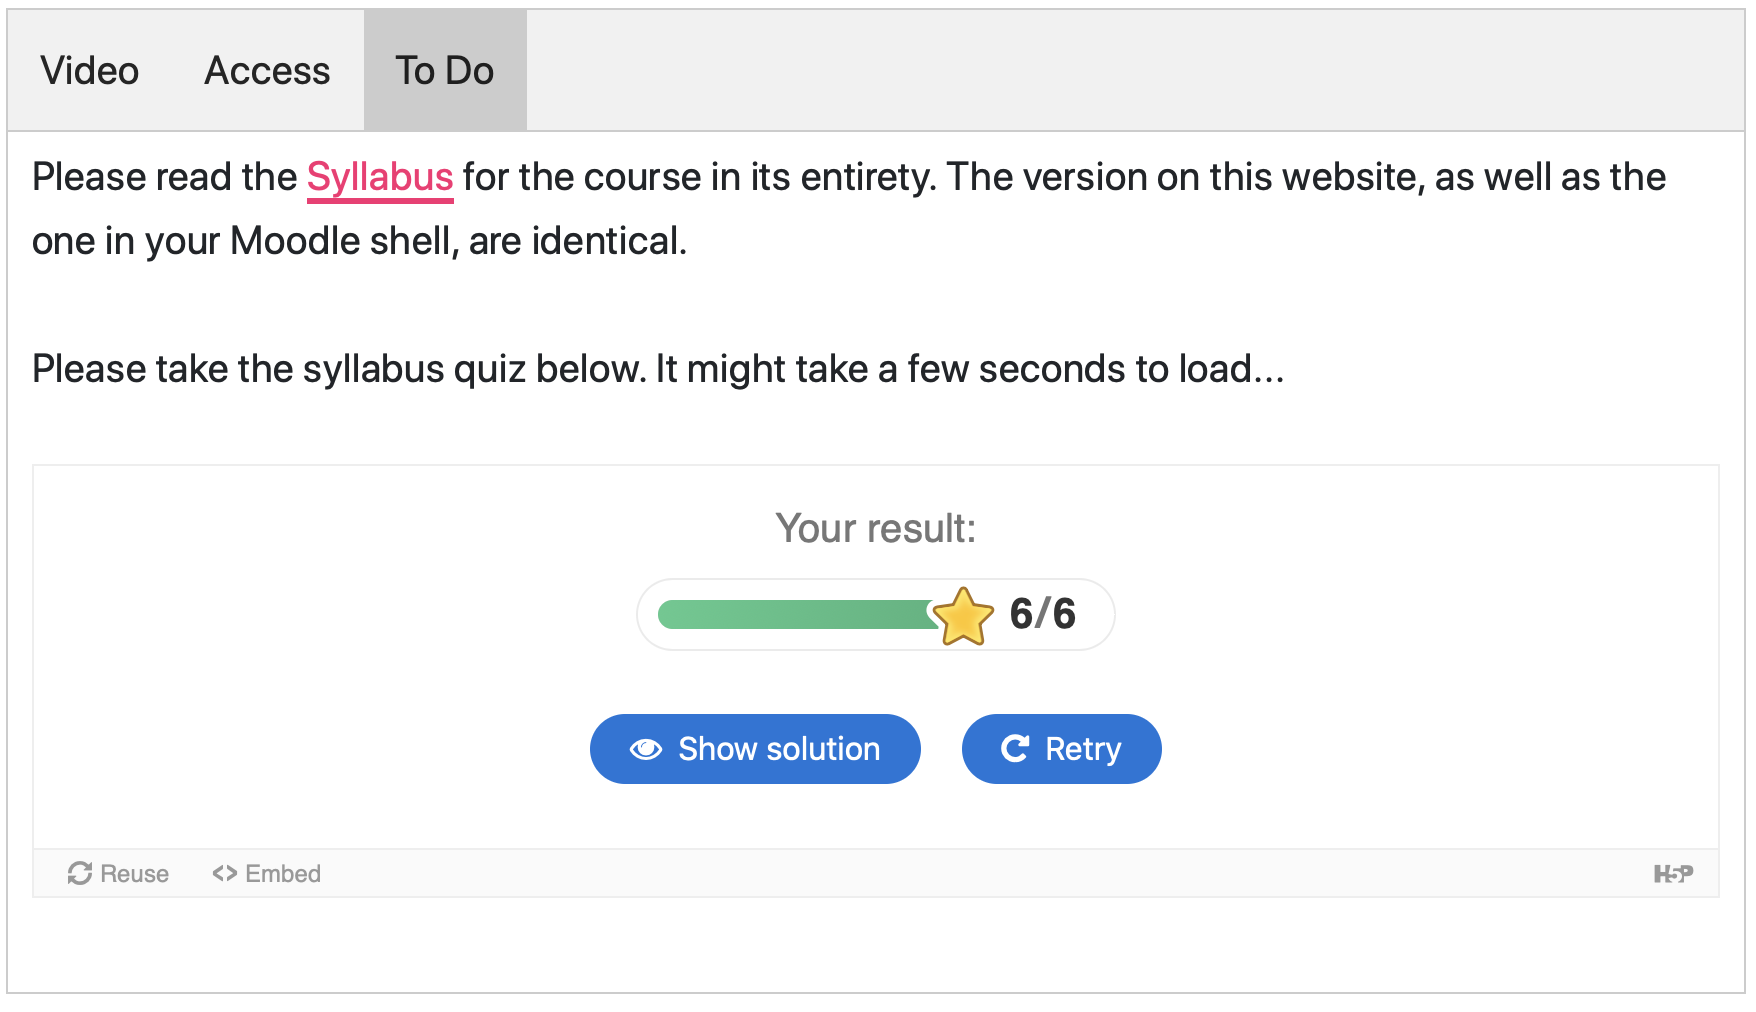 Video Access To Do
Please read the Syllabus for the course in its entirety. The version on this website, as well as the
one in your Moodle shell, are identical.
Please take the syllabus quiz below. It might take a few seconds to load...
Your result:
6/6
Show solution Retry
Reuse <> Embed H5P